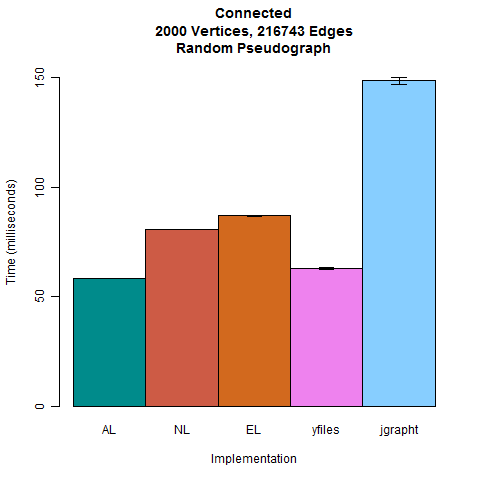 Connected
2000 Vertices, 216743 Edges
Random Pseudograph
Time (milliseconds)
150
100
50
0
AL NL EL yfiles jgrapht
Implementation